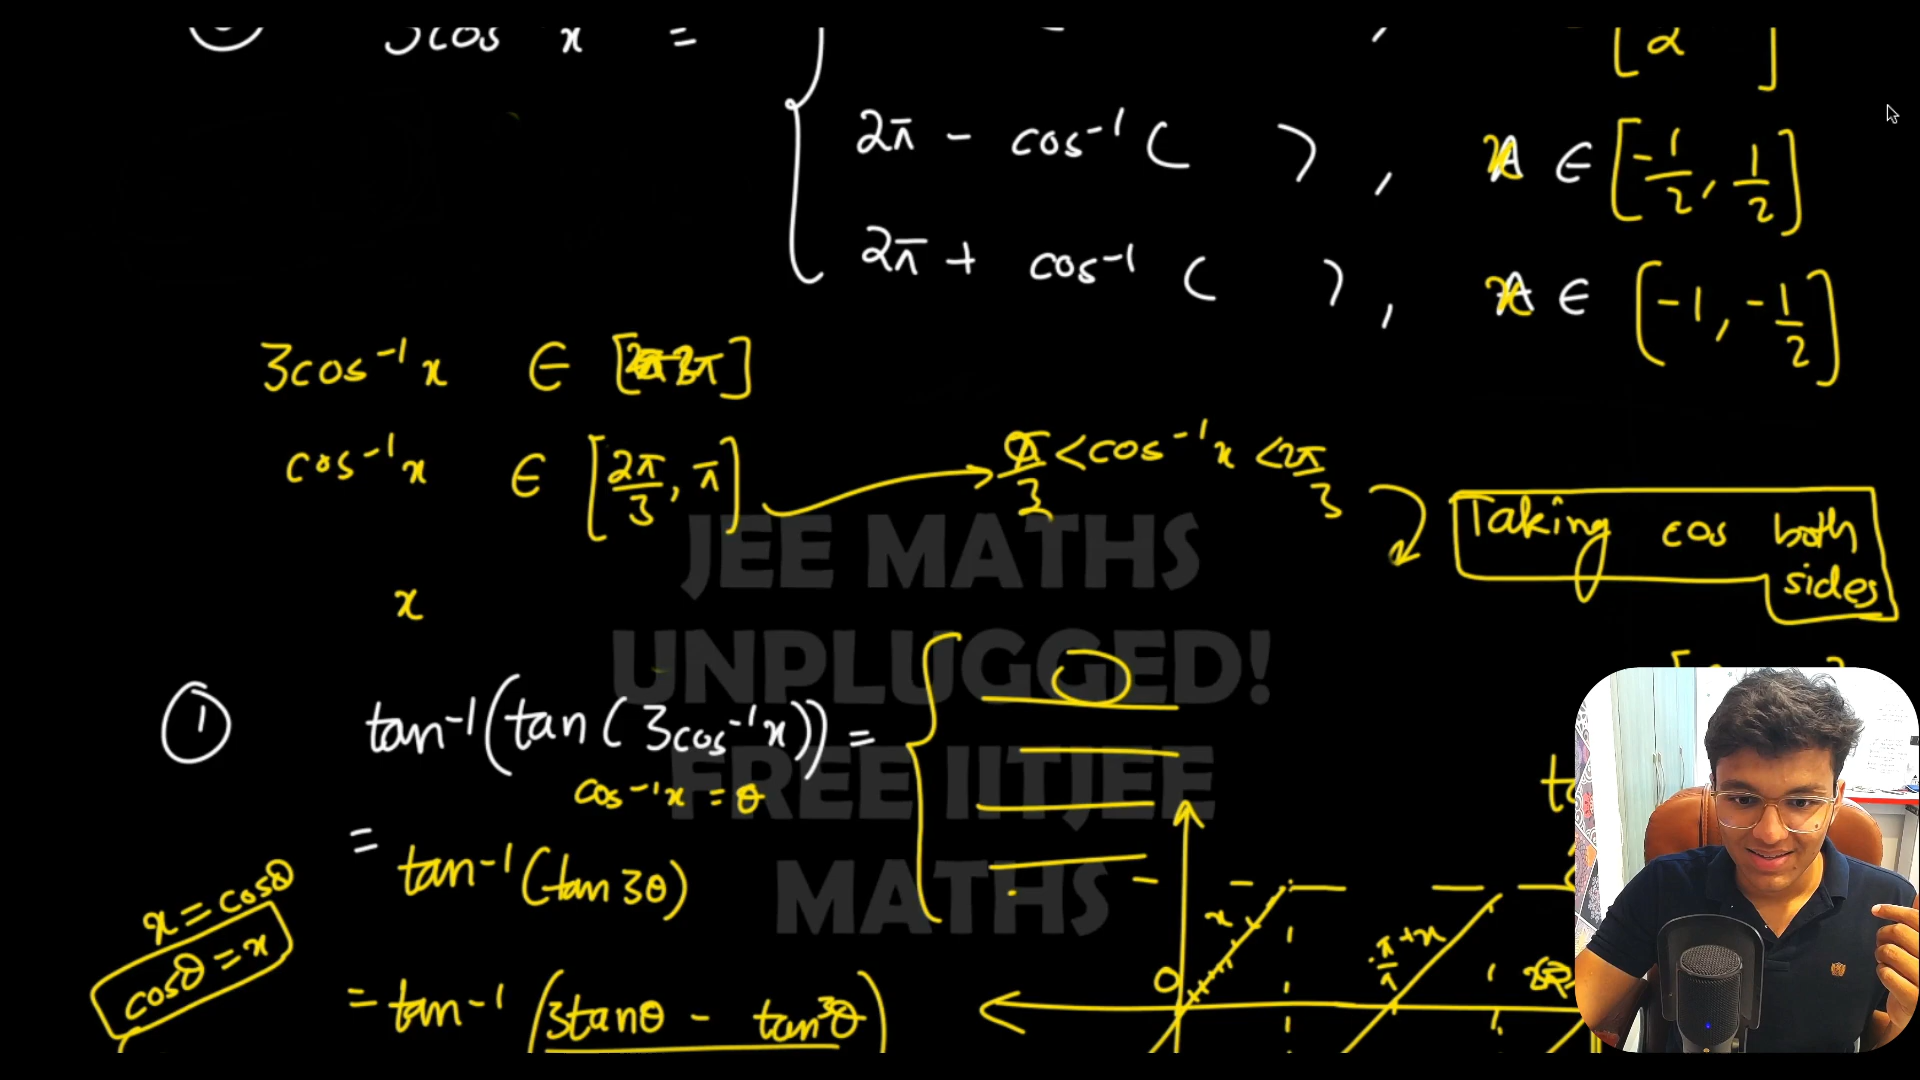 3cos x =
[α ]
2π - cos⁻¹( ), x ∈ [-1/2, 1/2]
2π + cos⁻¹( ), x ∈ [-1, -1/2]
3cos⁻¹x ∈ [ 3π]
cos⁻¹x ∈ [2π/3, π]
π/3 < cos⁻¹x < 2π/3
Taking cos both sides
x
① tan⁻¹(tan(3cos⁻¹x)) =
cos⁻¹x = θ
= tan⁻¹(tan 3θ)
x = cosθ
cosθ = x
= tan⁻¹(3tanθ - tan³θ)
O
x
-π+x
JEE MATHS
UNPLUGGED!
FREE IITJEE
MATHS